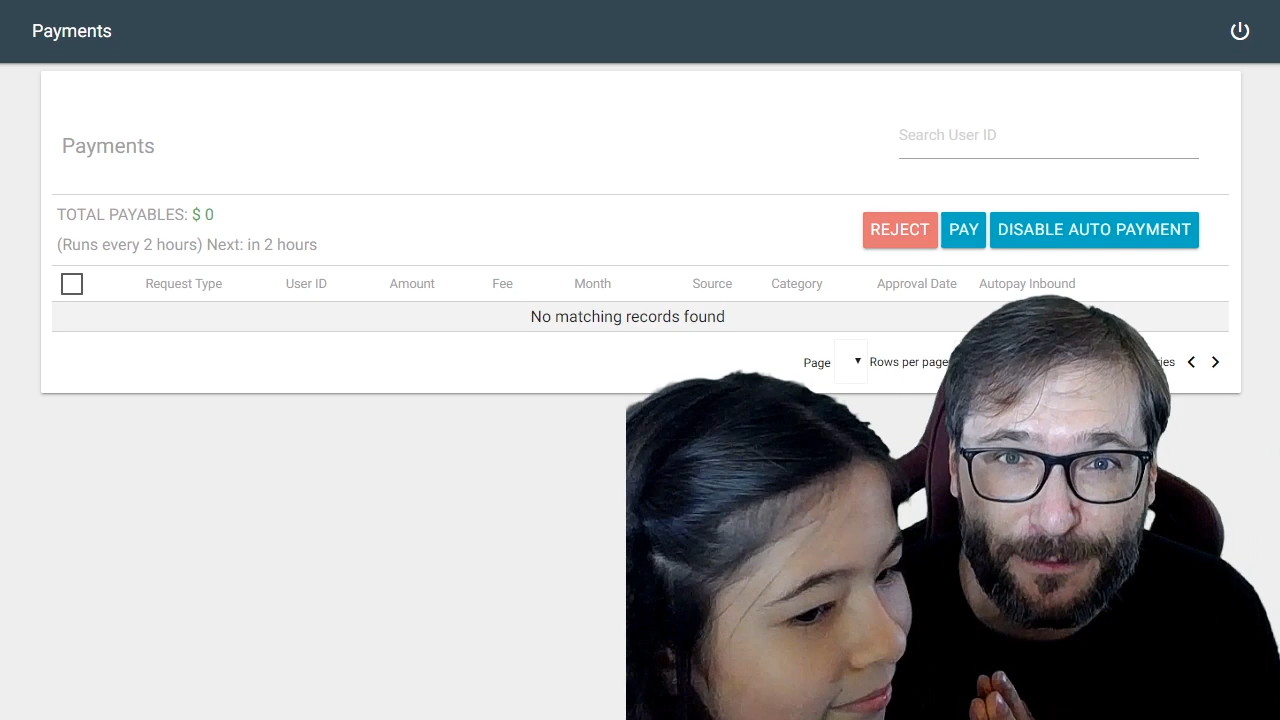 Payments
Payments
Search User ID
TOTAL PAYABLES: $ 0
(Runs every 2 hours) Next: in 2 hours
REJECT PAY DISABLE AUTO PAYMENT
Request Type User ID Amount Fee Month Source Category Approval Date Autopay Inbound
No matching records found
Page Rows per page